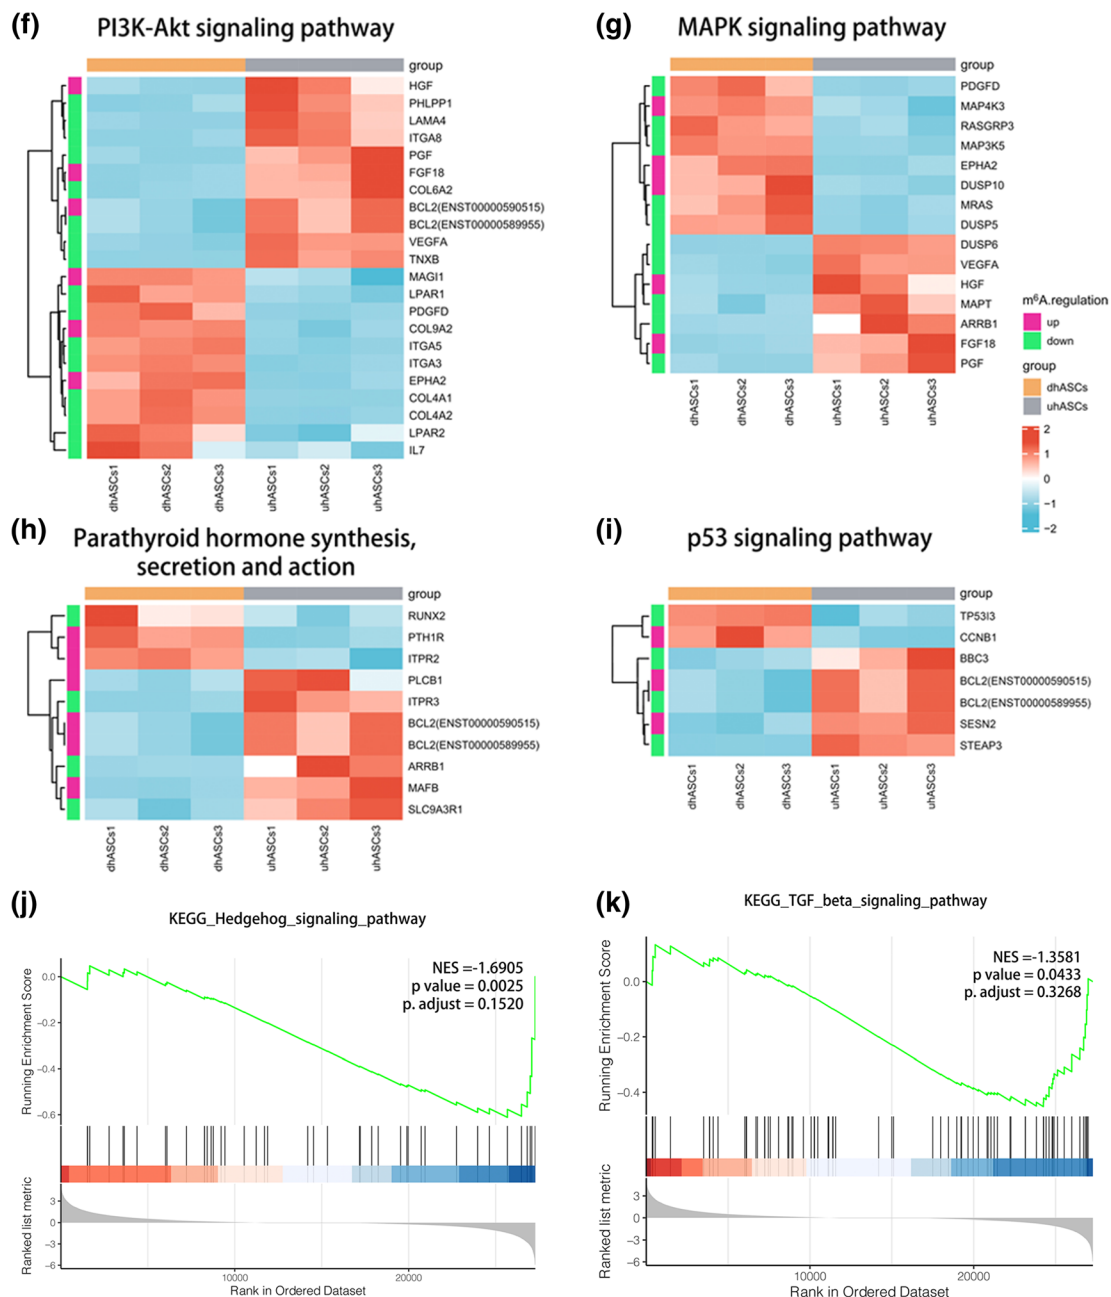 (f)
PI3K-Akt signaling pathway
group
HGF
PHLPP1
LAMA4
ITGA8
PGF
FGF18
COL6A2
BCL2(ENST00000590515)
BCL2(ENST00000589955)
VEGFA
TNXB
MAGI1
LPAR1
PDGFD
COL9A2
ITGA5
ITGA3
EPHA2
COL4A1
COL4A2
LPAR2
IL7
dhASCs1
dhASCs2
dhASCs3
uhASCs1
uhASCs2
uhASCs3
(g)
MAPK signaling pathway
group
PDGFD
MAP4K3
RASGRP3
MAP3K5
EPHA2
DUSP10
MRAS
DUSP5
DUSP6
VEGFA
HGF
MAPT
ARRB1
FGF18
PGF
dhASCs1
dhASCs2
dhASCs3
uhASCs1
uhASCs2
uhASCs3
m⁶A.regulation
up
down
group
dhASCs
uhASCs
2
1
0
−1
−2
(h)
Parathyroid hormone synthesis,
secretion and action
group
RUNX2
PTH1R
ITPR2
PLCB1
ITPR3
BCL2(ENST00000590515)
BCL2(ENST00000589955)
ARRB1
MAFB
SLC9A3R1
dhASCs1
dhASCs2
dhASCs3
uhASCs1
uhASCs2
uhASCs3
(i)
p53 signaling pathway
group
TP53I3
CCNB1
BBC3
BCL2(ENST00000590515)
BCL2(ENST00000589955)
SESN2
STEAP3
dhASCs1
dhASCs2
dhASCs3
uhASCs1
uhASCs2
uhASCs3
(j)
KEGG_Hedgehog_signaling_pathway
NES =-1.6905
p value = 0.0025
p. adjust = 0.1520
Running Enrichment Score
0.0
−0.2
−0.4
−0.6
Ranked list metric
3
0
−3
−6
10000
20000
Rank in Ordered Dataset
(k)
KEGG_TGF_beta_signaling_pathway
NES =-1.3581
p value = 0.0433
p. adjust = 0.3268
Running Enrichment Score
0.0
−0.2
−0.4
Ranked list metric
3
0
−3
−6
10000
20000
Rank in Ordered Dataset